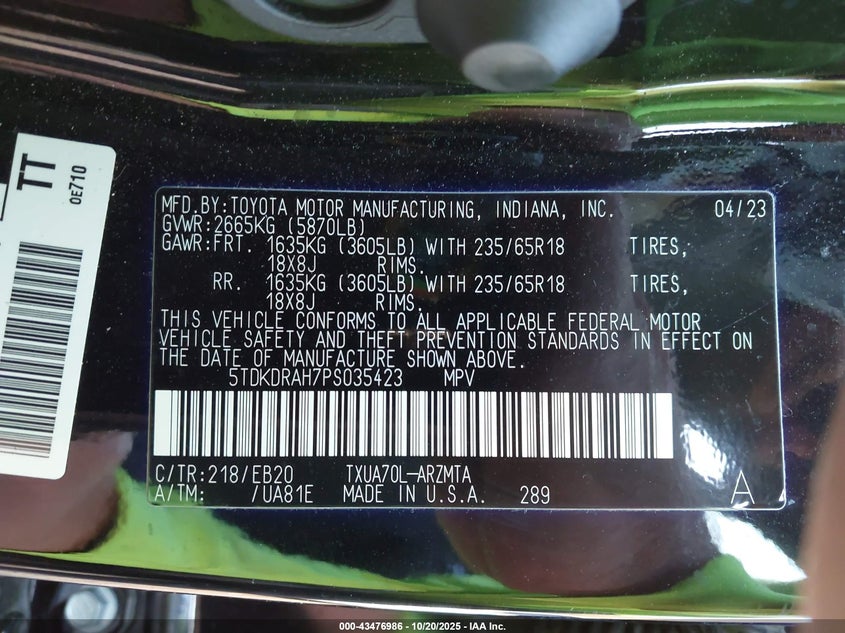 TT
0E710
MFD.BY:TOYOTA MOTOR MANUFACTURING, INDIANA, INC. 04/23
GVWR:2665KG (5870LB)
GAWR:FRT. 1635KG (3605LB) WITH 235/65R18 TIRES,
18X8J RIMS.
RR. 1635KG (3605LB) WITH 235/65R18 TIRES,
18X8J RIMS.
THIS VEHICLE CONFORMS TO ALL APPLICABLE FEDERAL MOTOR
VEHICLE SAFETY AND THEFT PREVENTION STANDARDS IN EFFECT ON
THE DATE OF MANUFACTURE SHOWN ABOVE.
5TDKDRAH7PS035423 MPV
C/TR:218/EB20 TXUA70L-ARZMTA
A/TM: /UA81E MADE IN U.S.A. 289 A
000-43476986 - 10/20/2025 - IAA Inc.